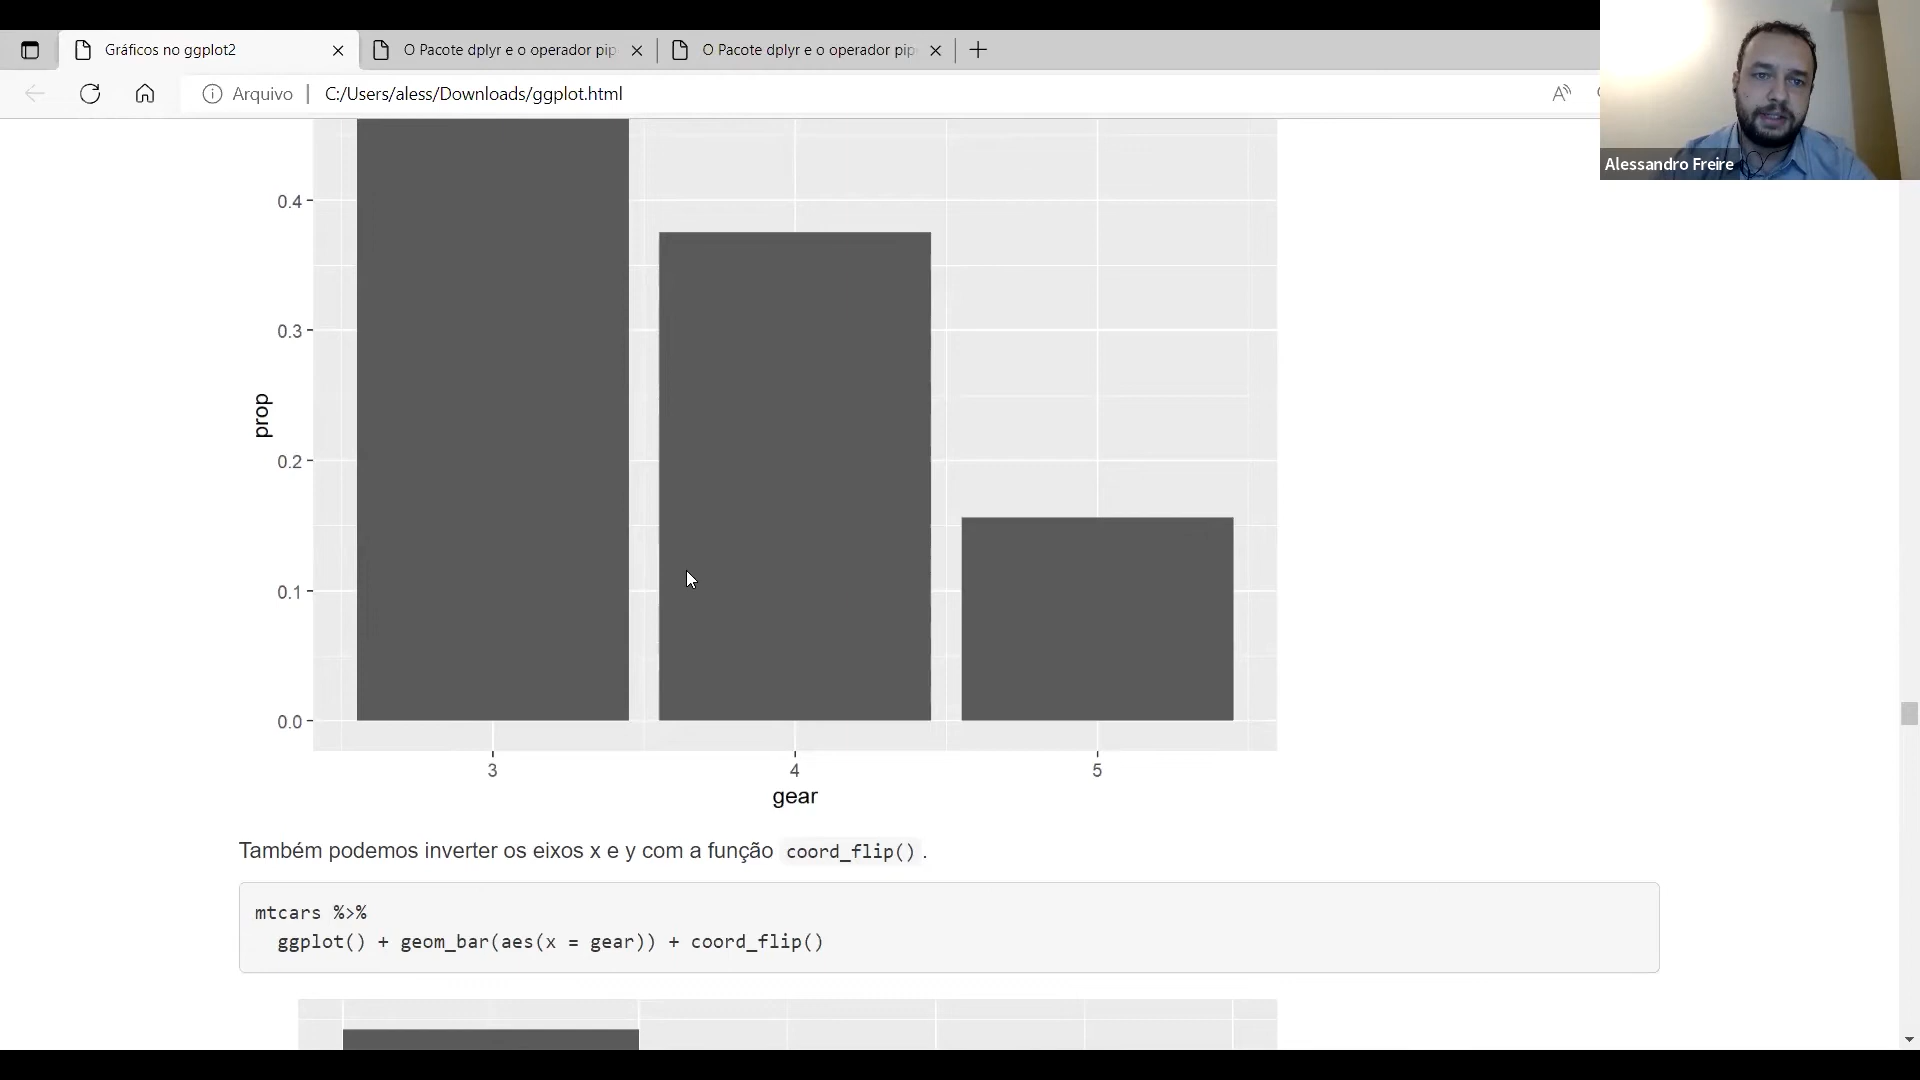 Gráficos no ggplot2
O Pacote dplyr e o operador pip
O Pacote dplyr e o operador pip
Arquivo
C:/Users/aless/Downloads/ggplot.html
Alessandro Freire
0.4
0.3
prop
0.2
0.1
0.0
3 4 5
gear
Também podemos inverter os eixos x e y com a função coord_flip() .
mtcars %>%
ggplot() + geom_bar(aes(x = gear)) + coord_flip()